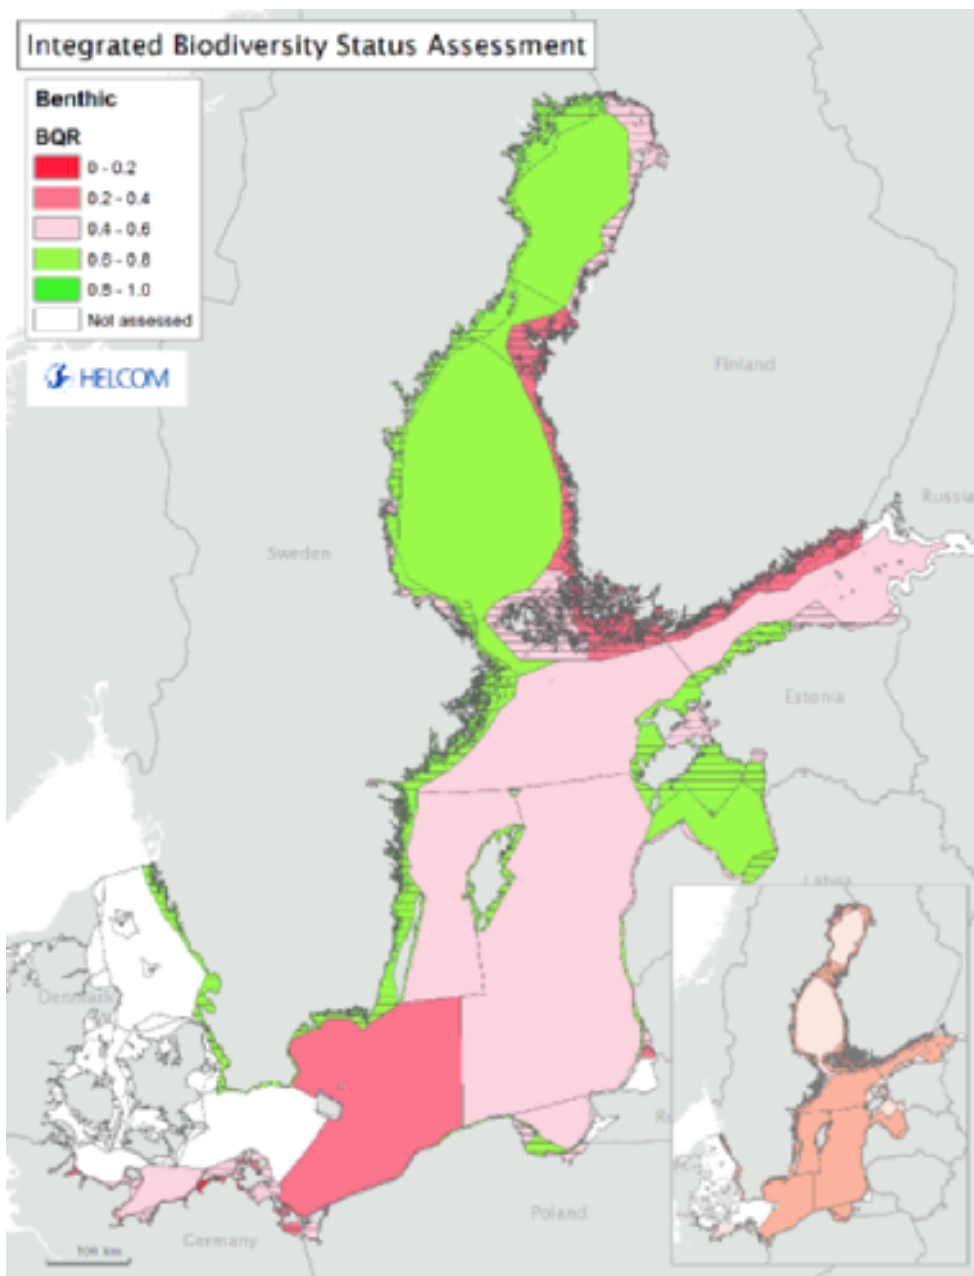 Integrated Biodiversity Status Assessment
Benthic
BQR
0 - 0.2
0.2 - 0.4
0.4 - 0.6
0.6 - 0.8
0.8 - 1.0
Not assessed
HELCOM
Finland
Russia
Sweden
Estonia
Latvia
Denmark
Poland
Germany
100 km